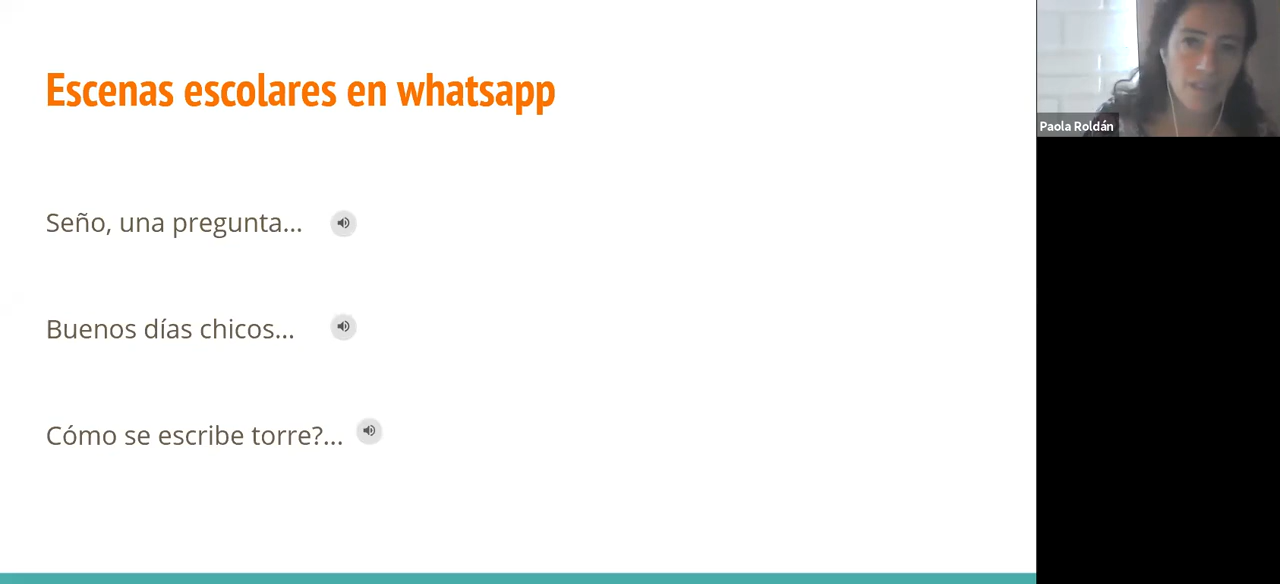 Escenas escolares en whatsapp
Paola Roldán
Seño, una pregunta...
Buenos días chicos...
Cómo se escribe torre?...